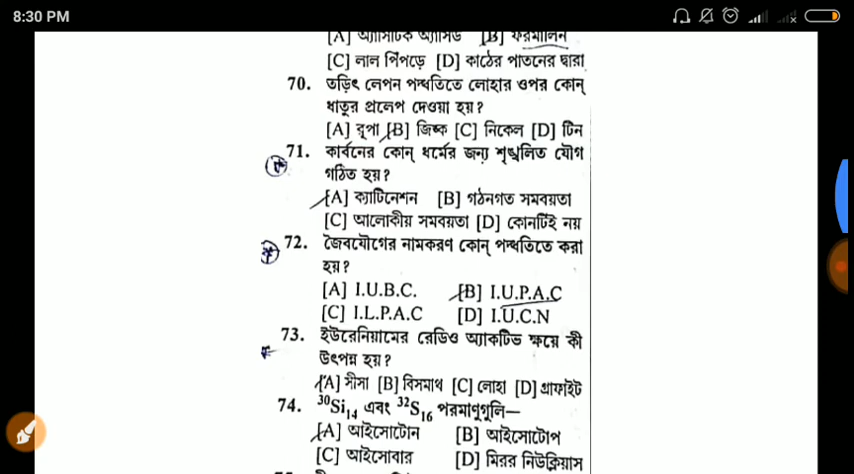 8:30 PM
[A] অ্যাসিটিক অ্যাসিড [B] ফরমালিন
[C] লাল পিঁপড়ে [D] কাঠের পাতনের দ্বারা
70. তড়িৎ লেপন পদ্ধতিতে লোহার ওপর কোন্
ধাতুর প্রলেপ দেওয়া হয়?
[A] রূপা [B] জিঙ্ক [C] নিকেল [D] টিন
71. কার্বনের কোন্ ধর্মের জন্য শৃঙ্খলিত যৌগ
গঠিত হয়?
[A] ক্যাটিনেশন [B] গঠনগত সমবয়তা
[C] আলোকীয় সমবয়তা [D] কোনটিই নয়
72. জৈবযৌগের নামকরণ কোন্ পদ্ধতিতে করা
হয়?
[A] I.U.B.C. [B] I.U.P.A.C
[C] I.L.P.A.C [D] I.U.C.N
73. ইউরেনিয়ামের রেডিও অ্যাকটিভ ক্ষয়ে কী
উৎপন্ন হয়?
[A] সীসা [B] বিসমাথ [C] লোহা [D] গ্রাফাইট
74. ³⁰Si₁₄ এবং ³²S₁₆ পরমাণুগুলি—
[A] আইসোটোন [B] আইসোটোপ
[C] আইসোবার [D] মিরর নিউক্লিয়াস